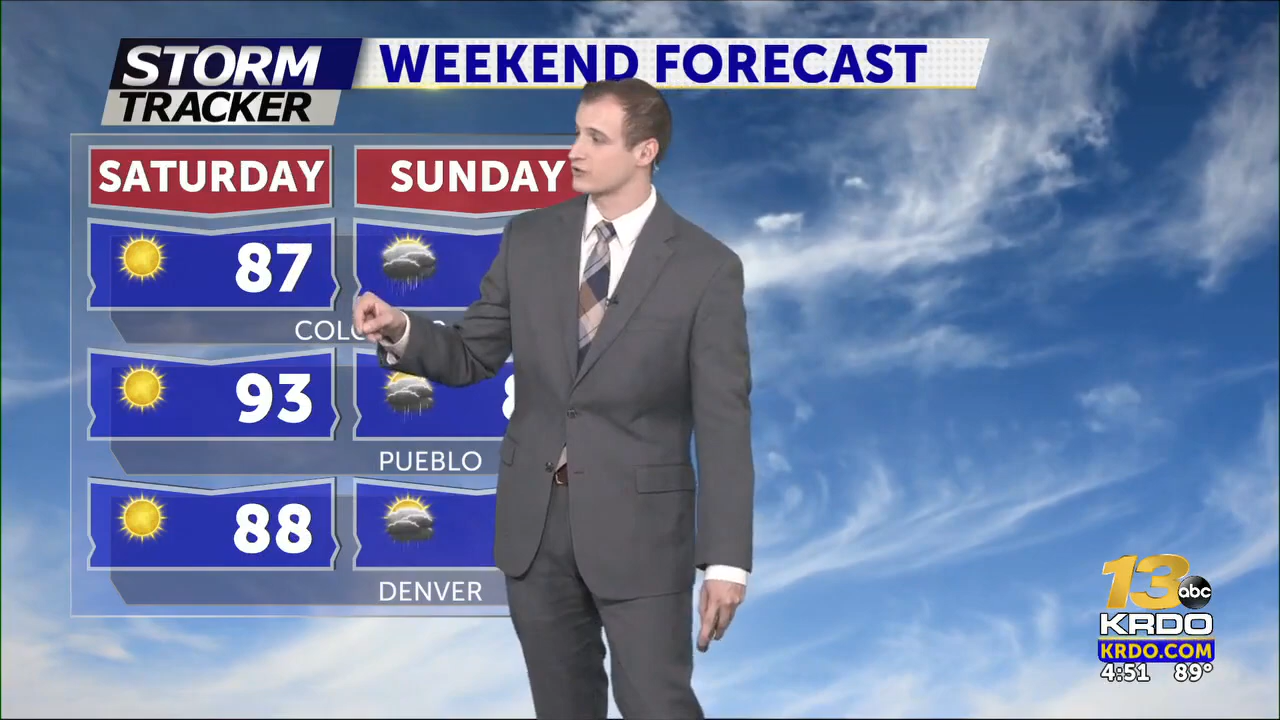 STORM
TRACKER
WEEKEND FORECAST
SATURDAY
SUNDAY
87
93
PUEBLO
88
DENVER
13
abc
KRDO
KRDO.COM
4:51 89°